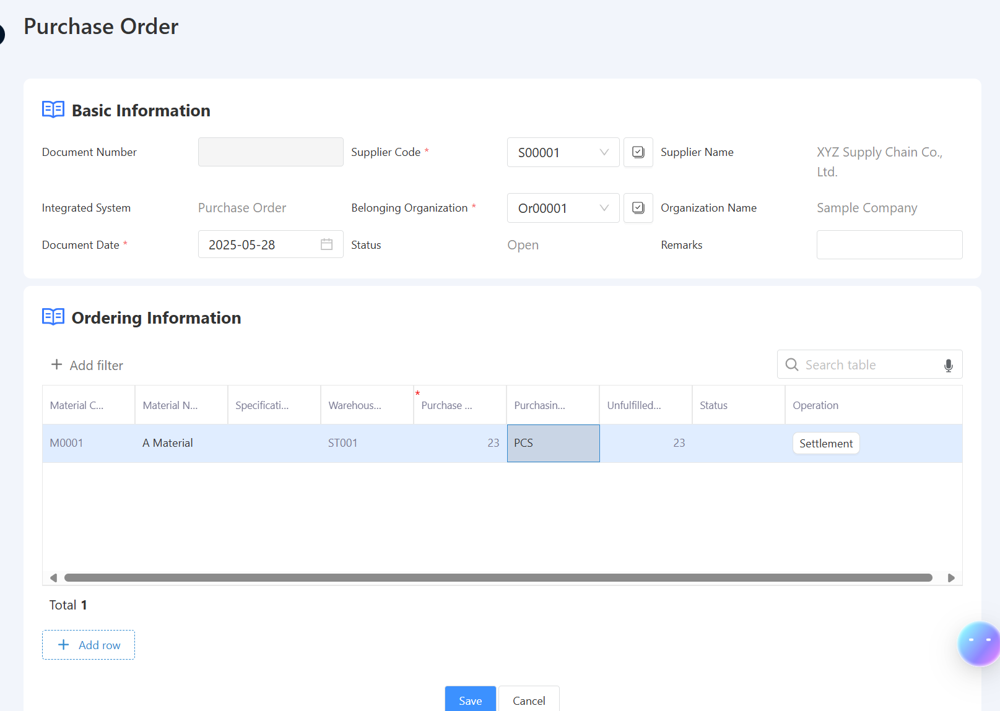 Purchase Order
Basic Information
Document Number
Supplier Code *
S00001
Supplier Name
XYZ Supply Chain Co.,
Ltd.
Integrated System
Purchase Order
Belonging Organization *
Or00001
Organization Name
Sample Company
Document Date *
2025-05-28
Status
Open
Remarks
Ordering Information
+ Add filter
Search table
Material C...
Material N...
Specificati...
Warehous...
* Purchase ...
Purchasin...
Unfulfilled...
Status
Operation
M0001
A Material
ST001
23
PCS
23
Settlement
Total 1
+ Add row
Save
Cancel